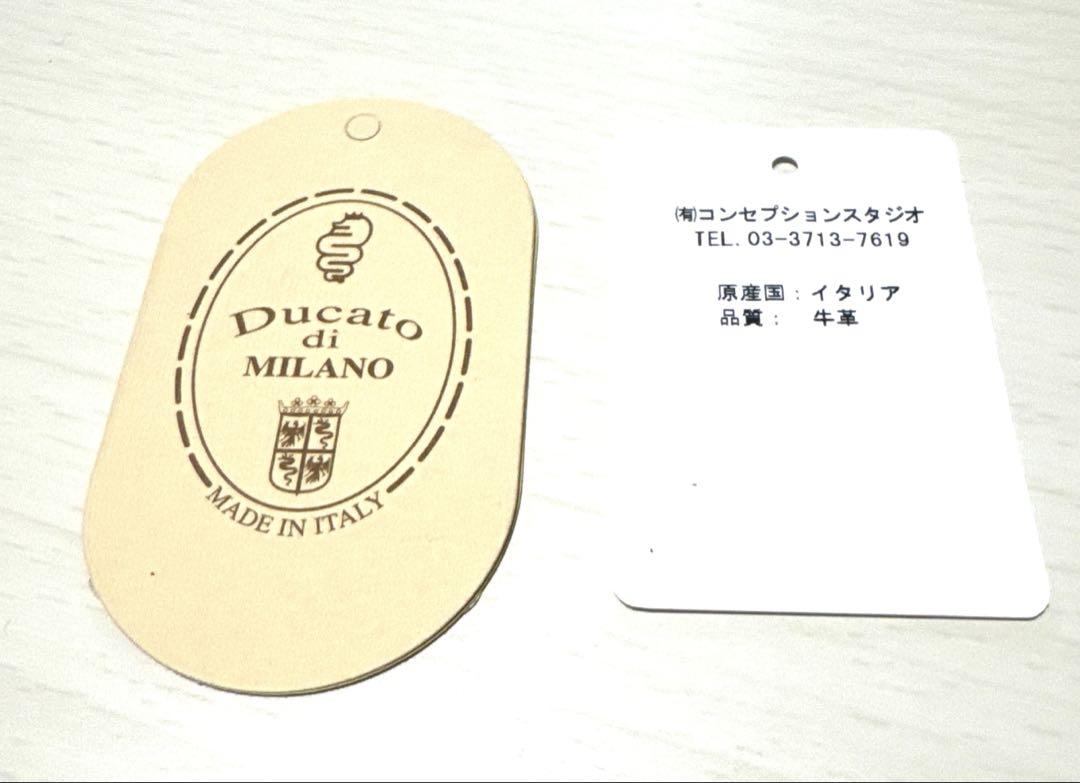 Ducato
di
MILANO
MADE IN ITALY
㈲コンセプションスタジオ
TEL. 03-3713-7619
原産国：イタリア
品質： 牛革